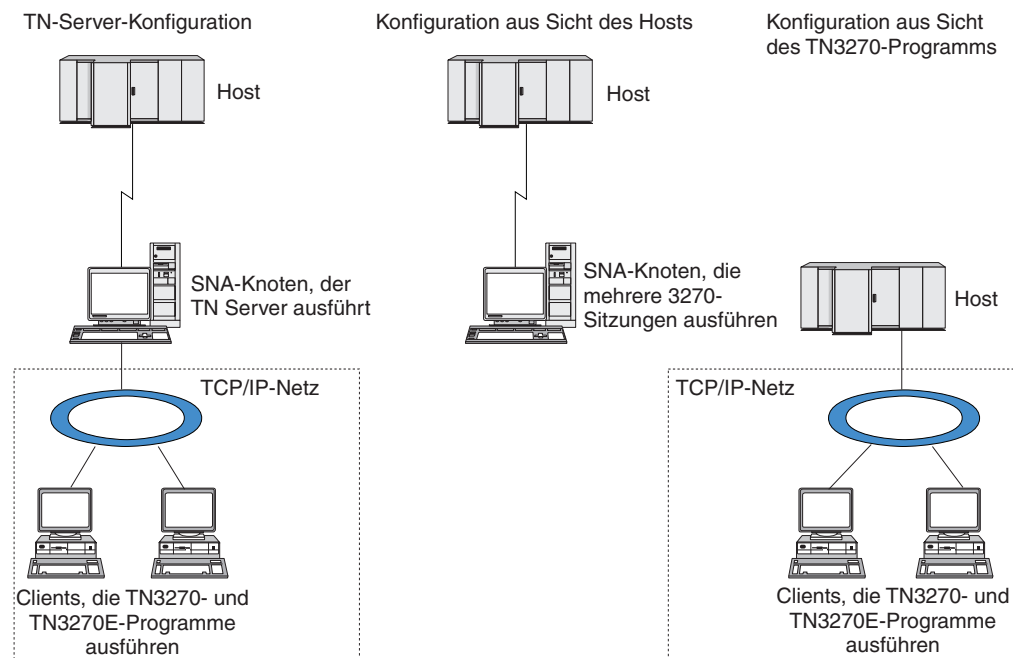 TN-Server-Konfiguration
Host
SNA-Knoten, der
TN Server ausführt
TCP/IP-Netz
Clients, die TN3270- und
TN3270E-Programme
ausführen
Konfiguration aus Sicht des Hosts
Host
SNA-Knoten, die
mehrere 3270-
Sitzungen ausführen
Konfiguration aus Sicht
des TN3270-Programms
Host
TCP/IP-Netz
Clients, die TN3270- und
TN3270E-Programme
ausführen